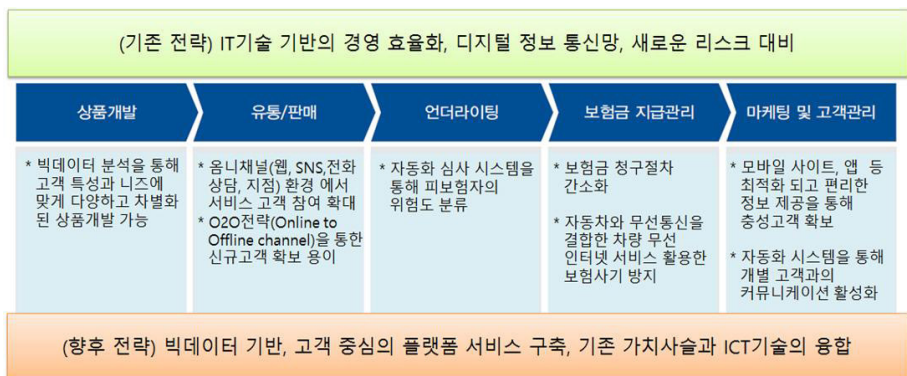 (기존 전략) IT기술 기반의 경영 효율화, 디지털 정보 통신망, 새로운 리스크 대비
상품개발
유통/판매
언더라이팅
보험금 지급관리
마케팅 및 고객관리
* 빅데이터 분석을 통해
고객 특성과 니즈에
맞게 다양하고 차별화
된 상품개발 가능
* 옴니채널(웹, SNS,전화
상담, 지점) 환경 에서
서비스 고객 참여 확대
* O2O전략(Online to
Offline channel)을 통한
신규고객 확보 용이
* 자동화 심사 시스템을
통해 피보험자의
위험도 분류
* 보험금 청구절차
간소화
* 자동차와 무선통신을
결합한 차량 무선
인터넷 서비스 활용한
보험사기 방지
* 모바일 사이트, 앱 등
최적화 되고 편리한
정보 제공을 통해
충성고객 확보
* 자동화 시스템을 통해
개별 고객과의
커뮤니케이션 활성화
(향후 전략) 빅데이터 기반, 고객 중심의 플랫폼 서비스 구축, 기존 가치사슬과 ICT기술의 융합